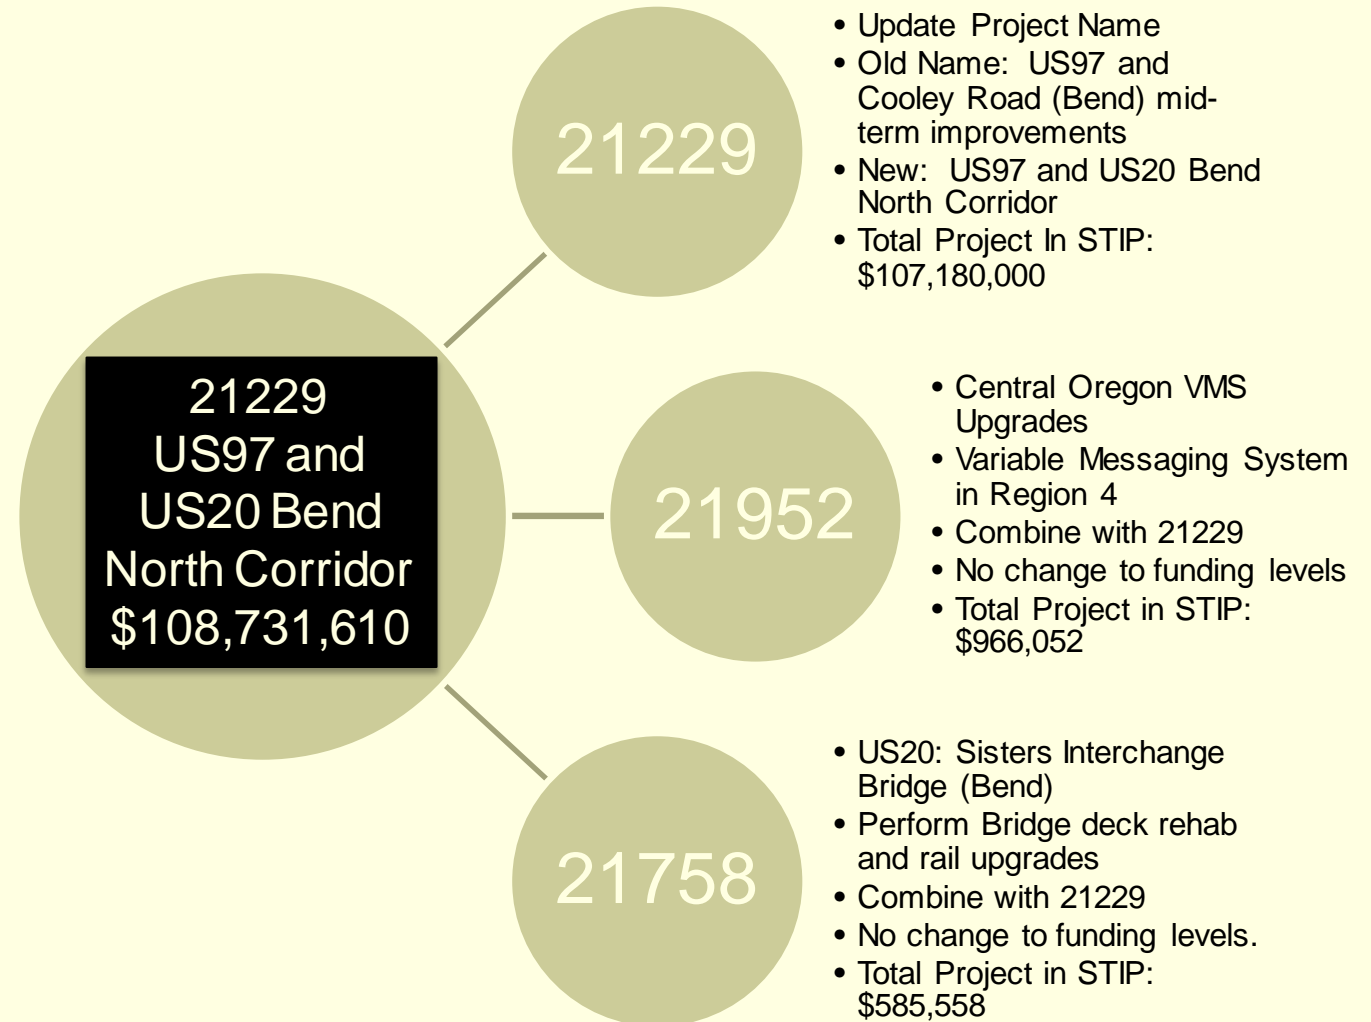 21229
US97 and
US20 Bend
North Corridor
$108,731,610
21229
• Update Project Name
• Old Name: US97 and
Cooley Road (Bend) mid-
term improvements
• New: US97 and US20 Bend
North Corridor
• Total Project In STIP:
$107,180,000
21952
• Central Oregon VMS
Upgrades
• Variable Messaging System
in Region 4
• Combine with 21229
• No change to funding levels
• Total Project in STIP:
$966,052
21758
• US20: Sisters Interchange
Bridge (Bend)
• Perform Bridge deck rehab
and rail upgrades
• Combine with 21229
• No change to funding levels.
• Total Project in STIP:
$585,558